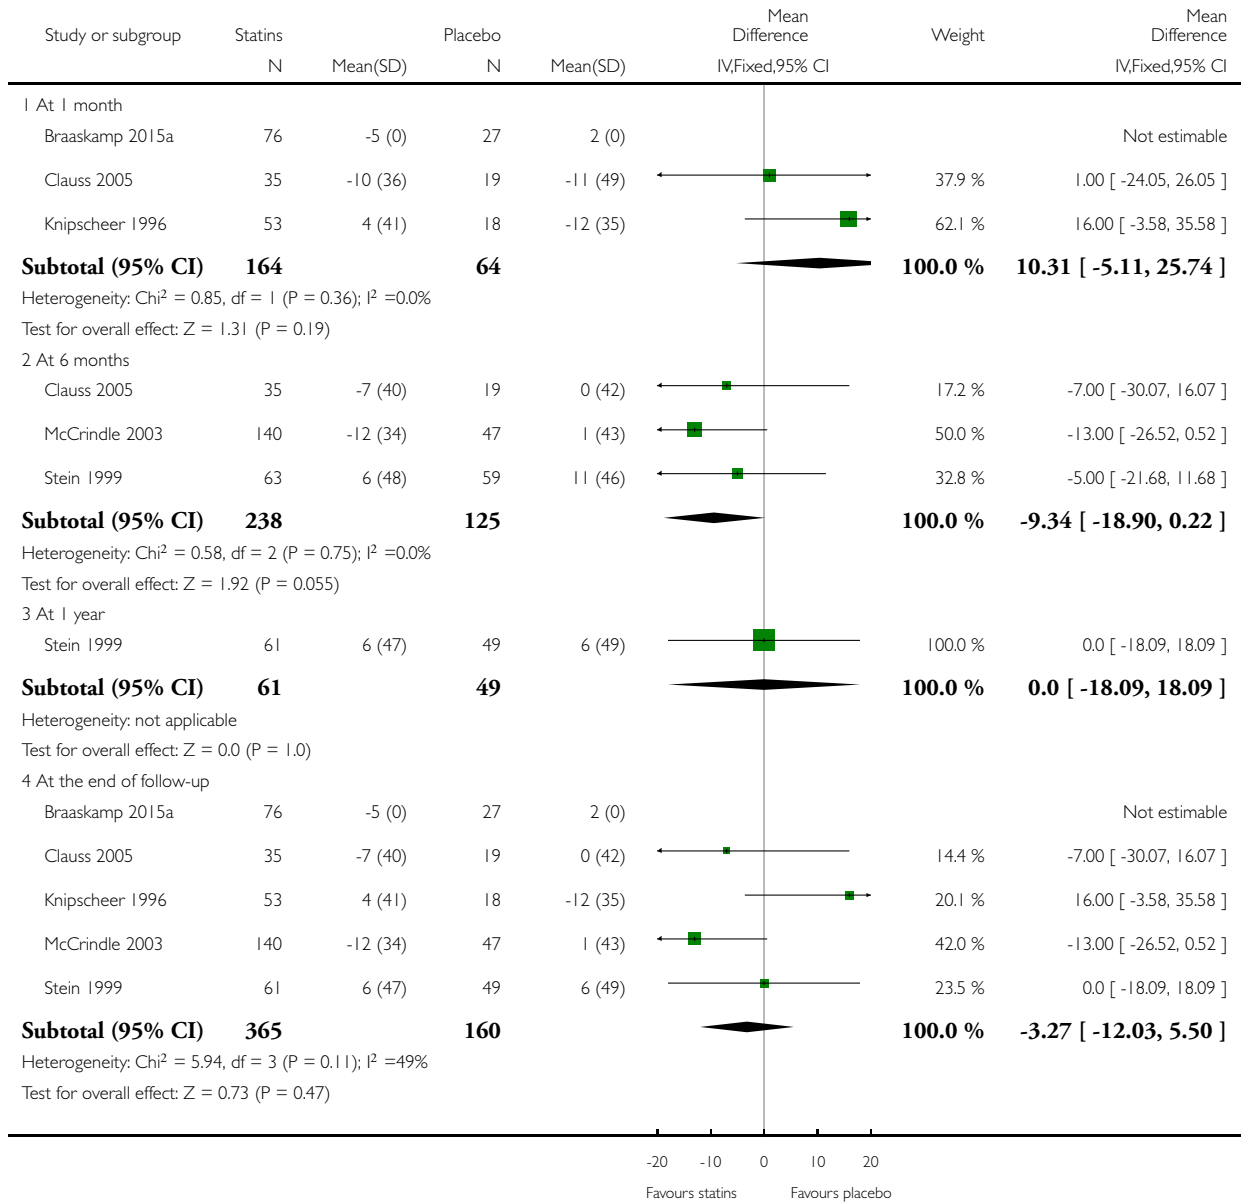 Study or subgroup Statins Placebo Mean Difference Weight Mean Difference
N Mean(SD) N Mean(SD) IV,Fixed,95% CI IV,Fixed,95% CI
1 At 1 month
Braaskamp 2015a 76 -5 (0) 27 2 (0) Not estimable
Clauss 2005 35 -10 (36) 19 -11 (49) 37.9 % 1.00 [ -24.05, 26.05 ]
Knipscheer 1996 53 4 (41) 18 -12 (35) 62.1 % 16.00 [ -3.58, 35.58 ]
Subtotal (95% CI) 164 64 100.0 % 10.31 [ -5.11, 25.74 ]
Heterogeneity: Chi² = 0.85, df = 1 (P = 0.36); I² =0.0%
Test for overall effect: Z = 1.31 (P = 0.19)
2 At 6 months
Clauss 2005 35 -7 (40) 19 0 (42) 17.2 % -7.00 [ -30.07, 16.07 ]
McCrindle 2003 140 -12 (34) 47 1 (43) 50.0 % -13.00 [ -26.52, 0.52 ]
Stein 1999 63 6 (48) 59 11 (46) 32.8 % -5.00 [ -21.68, 11.68 ]
Subtotal (95% CI) 238 125 100.0 % -9.34 [ -18.90, 0.22 ]
Heterogeneity: Chi² = 0.58, df = 2 (P = 0.75); I² =0.0%
Test for overall effect: Z = 1.92 (P = 0.055)
3 At 1 year
Stein 1999 61 6 (47) 49 6 (49) 100.0 % 0.0 [ -18.09, 18.09 ]
Subtotal (95% CI) 61 49 100.0 % 0.0 [ -18.09, 18.09 ]
Heterogeneity: not applicable
Test for overall effect: Z = 0.0 (P = 1.0)
4 At the end of follow-up
Braaskamp 2015a 76 -5 (0) 27 2 (0) Not estimable
Clauss 2005 35 -7 (40) 19 0 (42) 14.4 % -7.00 [ -30.07, 16.07 ]
Knipscheer 1996 53 4 (41) 18 -12 (35) 20.1 % 16.00 [ -3.58, 35.58 ]
McCrindle 2003 140 -12 (34) 47 1 (43) 42.0 % -13.00 [ -26.52, 0.52 ]
Stein 1999 61 6 (47) 49 6 (49) 23.5 % 0.0 [ -18.09, 18.09 ]
Subtotal (95% CI) 365 160 100.0 % -3.27 [ -12.03, 5.50 ]
Heterogeneity: Chi² = 5.94, df = 3 (P = 0.11); I² =49%
Test for overall effect: Z = 0.73 (P = 0.47)
-20 -10 0 10 20
Favours statins Favours placebo